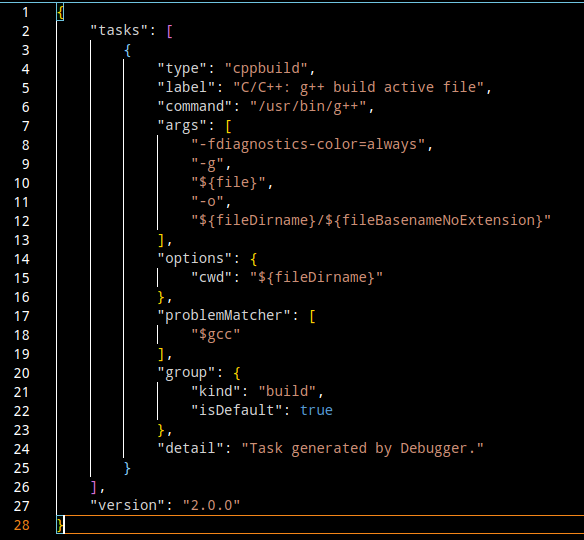 1 {
2     "tasks": [
3         {
4             "type": "cppbuild",
5             "label": "C/C++: g++ build active file",
6             "command": "/usr/bin/g++",
7             "args": [
8                 "-fdiagnostics-color=always",
9                 "-g",
10                 "${file}",
11                 "-o",
12                 "${fileDirname}/${fileBasenameNoExtension}"
13             ],
14             "options": {
15                 "cwd": "${fileDirname}"
16             },
17             "problemMatcher": [
18                 "$gcc"
19             ],
20             "group": {
21                 "kind": "build",
22                 "isDefault": true
23             },
24             "detail": "Task generated by Debugger."
25         }
26     ],
27     "version": "2.0.0"
28 }